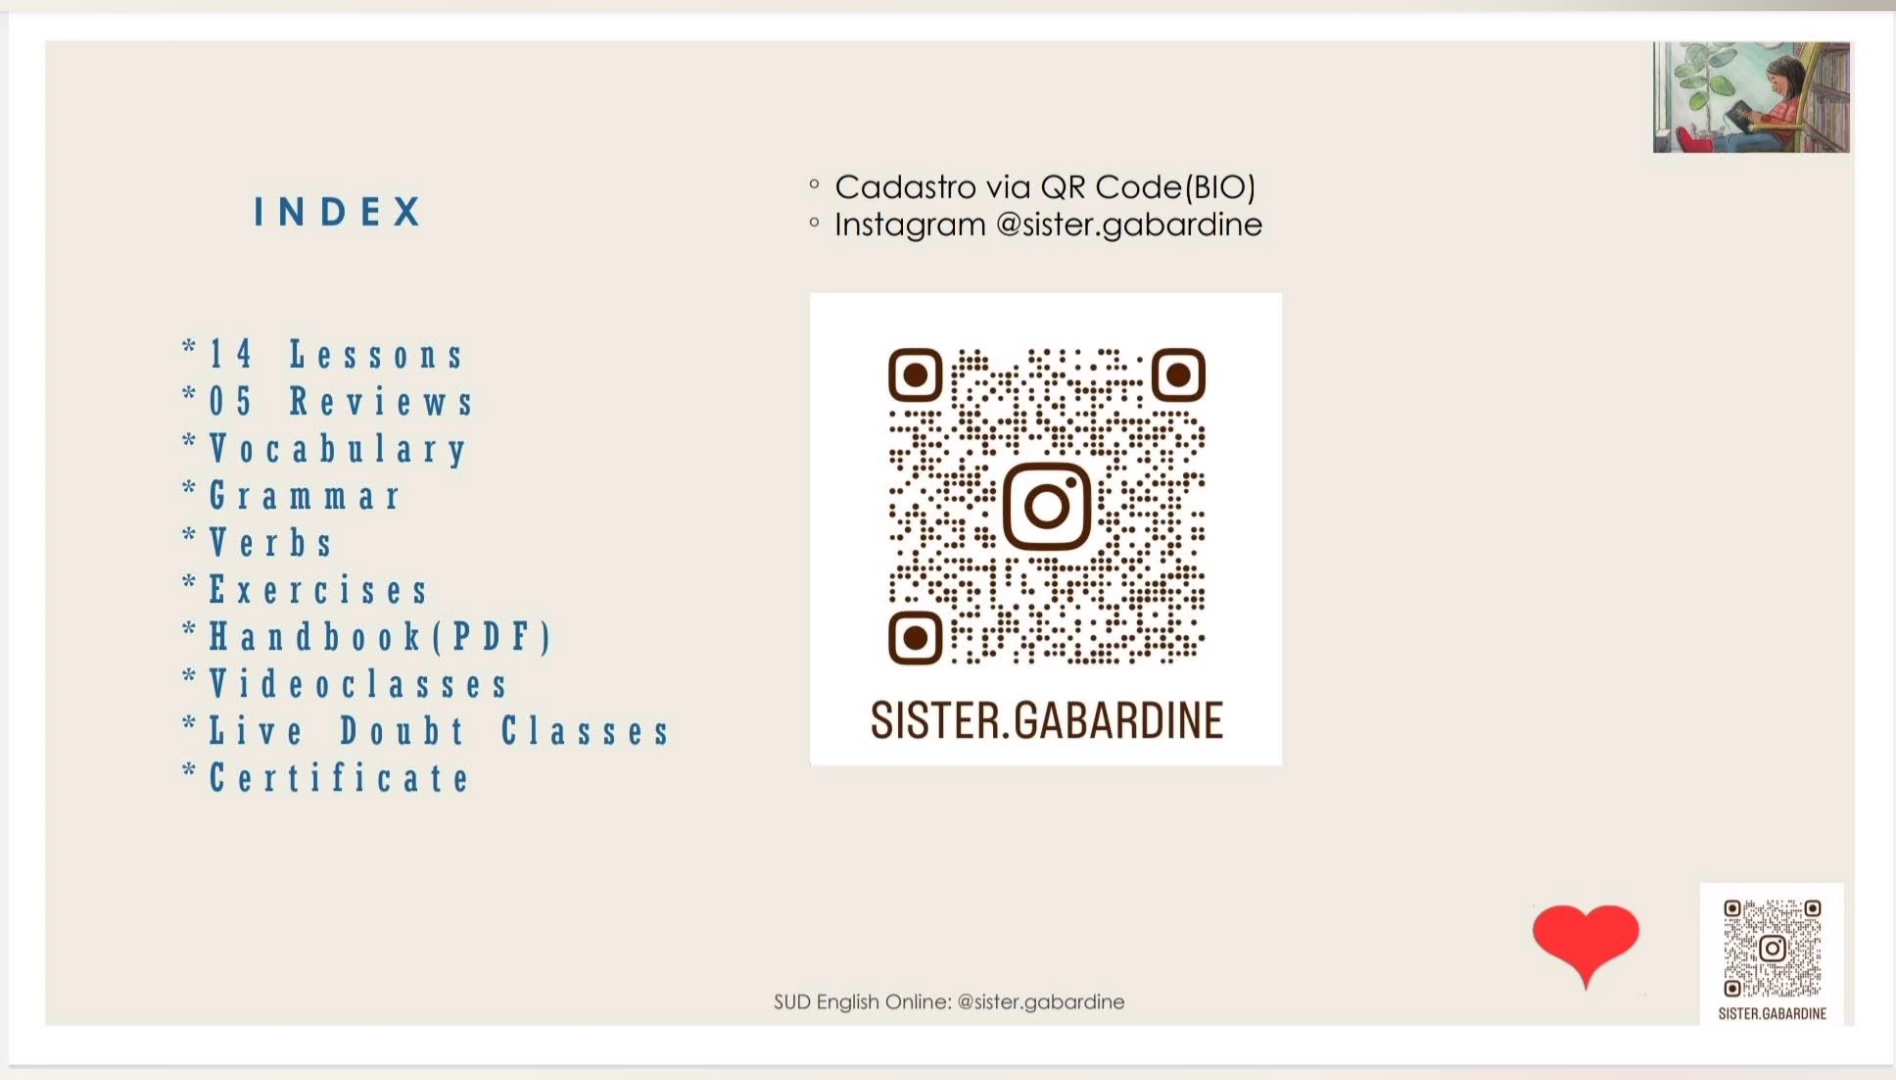 INDEX
*14 Lessons
*05 Reviews
*Vocabulary
*Grammar
*Verbs
*Exercises
*Handbook(PDF)
*Videoclasses
*Live Doubt Classes
*Certificate
◦ Cadastro via QR Code(BIO)
◦ Instagram @sister.gabardine
SISTER.GABARDINE
SUD English Online: @sister.gabardine
SISTER.GABARDINE